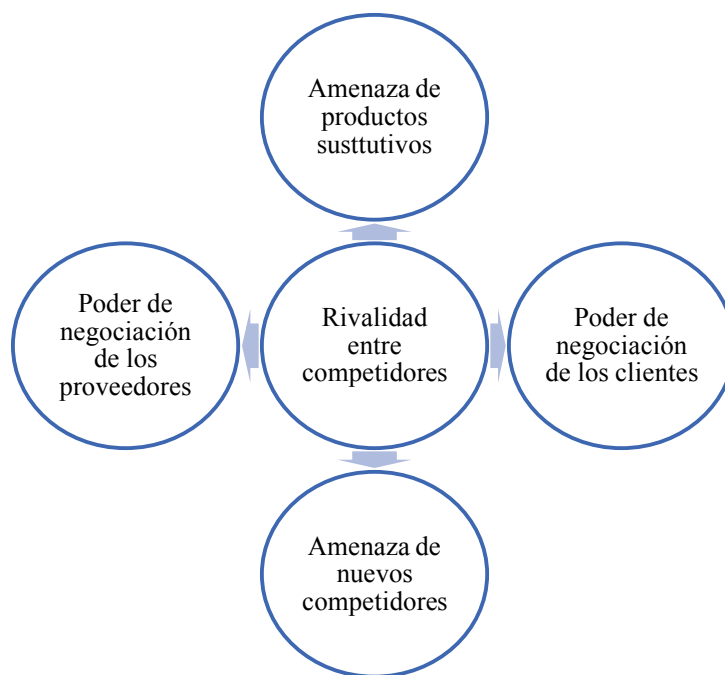 Amenaza de
productos
susttutivos
Poder de
negociación
de los
proveedores
Rivalidad
entre
competidores
Poder de
negociación
de los clientes
Amenaza de
nuevos
competidores